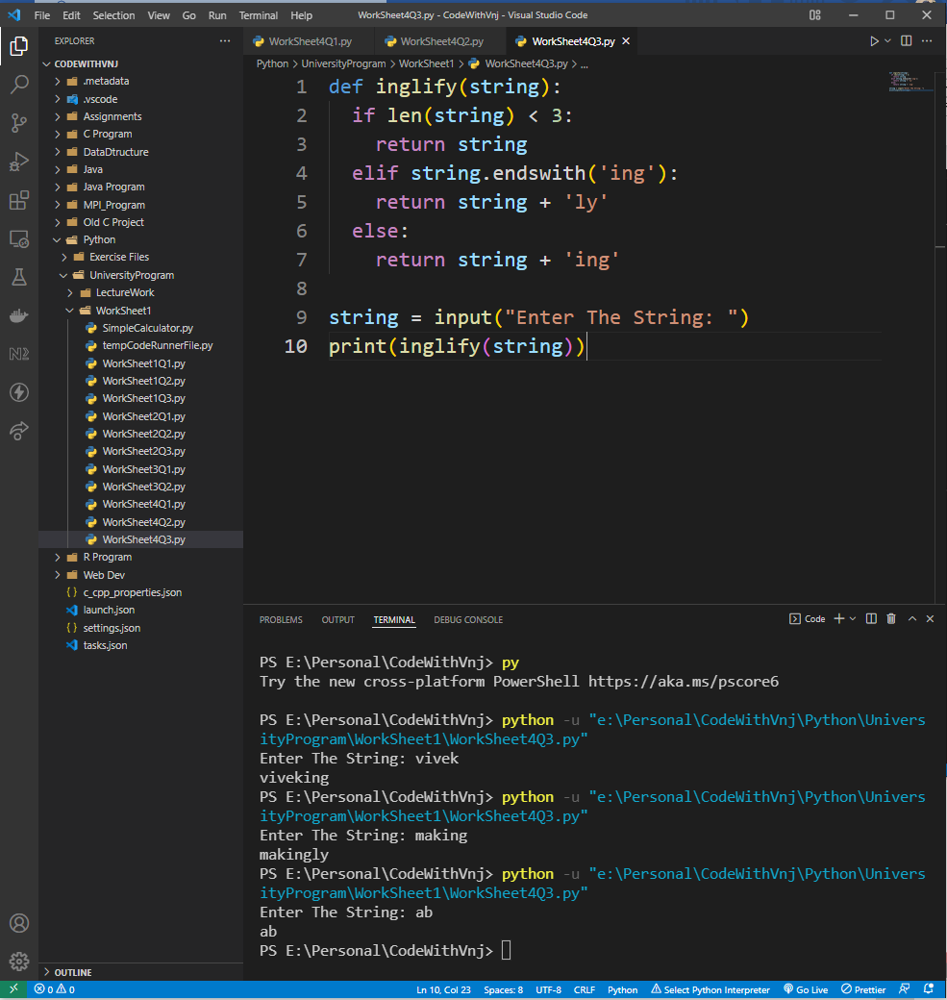 File Edit Selection View Go Run Terminal Help WorkSheet4Q3.py - CodeWithVnj - Visual Studio Code
EXPLORER
CODEWITHVNJ
.metadata
.vscode
Assignments
C Program
DataDtructure
Java
Java Program
MPI_Program
Old C Project
Python
Exercise Files
UniversityProgram
LectureWork
WorkSheet1
SimpleCalculator.py
tempCodeRunnerFile.py
WorkSheet1Q1.py
WorkSheet1Q2.py
WorkSheet1Q3.py
WorkSheet2Q1.py
WorkSheet2Q2.py
WorkSheet2Q3.py
WorkSheet3Q1.py
WorkSheet3Q2.py
WorkSheet4Q1.py
WorkSheet4Q2.py
WorkSheet4Q3.py
R Program
Web Dev
{} c_cpp_properties.json
launch.json
{} settings.json
tasks.json
OUTLINE
WorkSheet4Q1.py WorkSheet4Q2.py WorkSheet4Q3.py
Python > UniversityProgram > WorkSheet1 > WorkSheet4Q3.py > ...
1 def inglify(string):
2   if len(string) < 3:
3     return string
4   elif string.endswith('ing'):
5     return string + 'ly'
6   else:
7     return string + 'ing'
8
9 string = input("Enter The String: ")
10 print(inglify(string))
PROBLEMS OUTPUT TERMINAL DEBUG CONSOLE Code
PS E:\Personal\CodeWithVnj> py
Try the new cross-platform PowerShell https://aka.ms/pscore6
PS E:\Personal\CodeWithVnj> python -u "e:\Personal\CodeWithVnj\Python\Univers
ityProgram\WorkSheet1\WorkSheet4Q3.py"
Enter The String: vivek
viveking
PS E:\Personal\CodeWithVnj> python -u "e:\Personal\CodeWithVnj\Python\Univers
ityProgram\WorkSheet1\WorkSheet4Q3.py"
Enter The String: making
makingly
PS E:\Personal\CodeWithVnj> python -u "e:\Personal\CodeWithVnj\Python\Univers
ityProgram\WorkSheet1\WorkSheet4Q3.py"
Enter The String: ab
ab
PS E:\Personal\CodeWithVnj>
0 0 Ln 10, Col 23 Spaces: 8 UTF-8 CRLF Python Select Python Interpreter Go Live Prettier